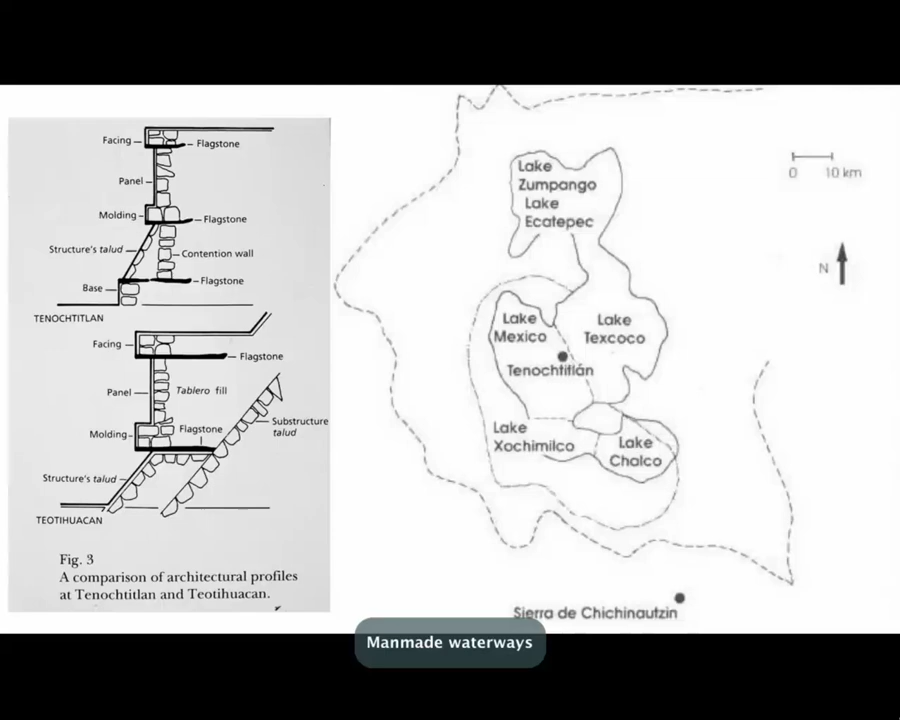 Facing
Flagstone
Panel
Molding
Flagstone
Structure's talud
Contention wall
Flagstone
Base
TENOCHTITLAN
Facing
Flagstone
Panel
Tablero fill
Substructure
talud
Flagstone
Molding
Structure's talud
TEOTIHUACAN
Fig. 3
A comparison of architectural profiles
at Tenochtitlan and Teotihuacan.
Lake
Zumpango
Lake
Ecatepec
0 10 km
N
Lake
Mexico
Lake
Texcoco
Tenochtitlán
Lake
Xochimilco
Lake
Chalco
Sierra de Chichinautzin
Manmade waterways